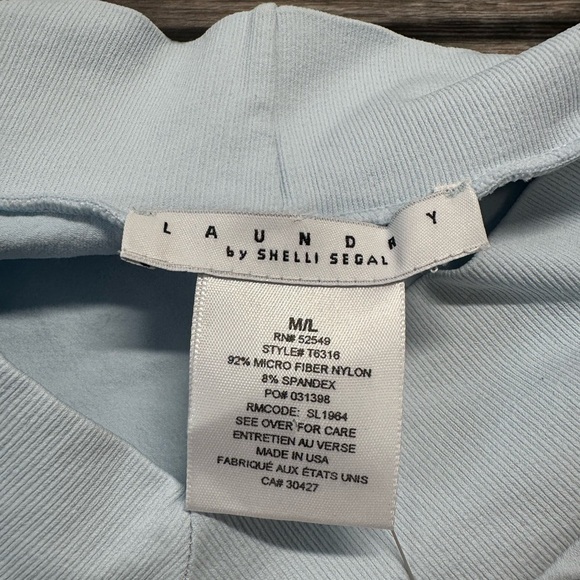 LAUNDRY
by SHELLI SEGAL
M/L
RN# 52549
STYLE# T6316
92% MICRO FIBER NYLON
8% SPANDEX
PO# 031398
RMCODE: SL1964
SEE OVER FOR CARE
ENTRETIEN AU VERSE
MADE IN USA
FABRIQUÉ AUX ÉTATS UNIS
CA# 30427